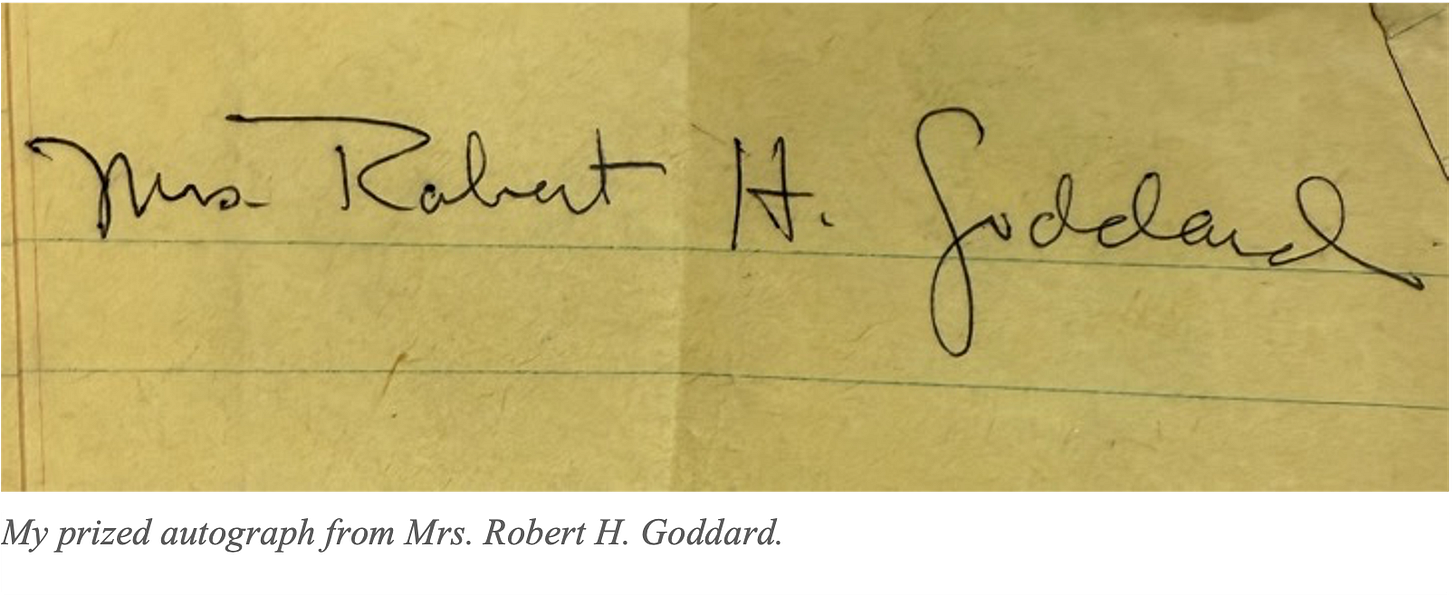 Mrs. Robert H. Goddard
My prized autograph from Mrs. Robert H. Goddard.